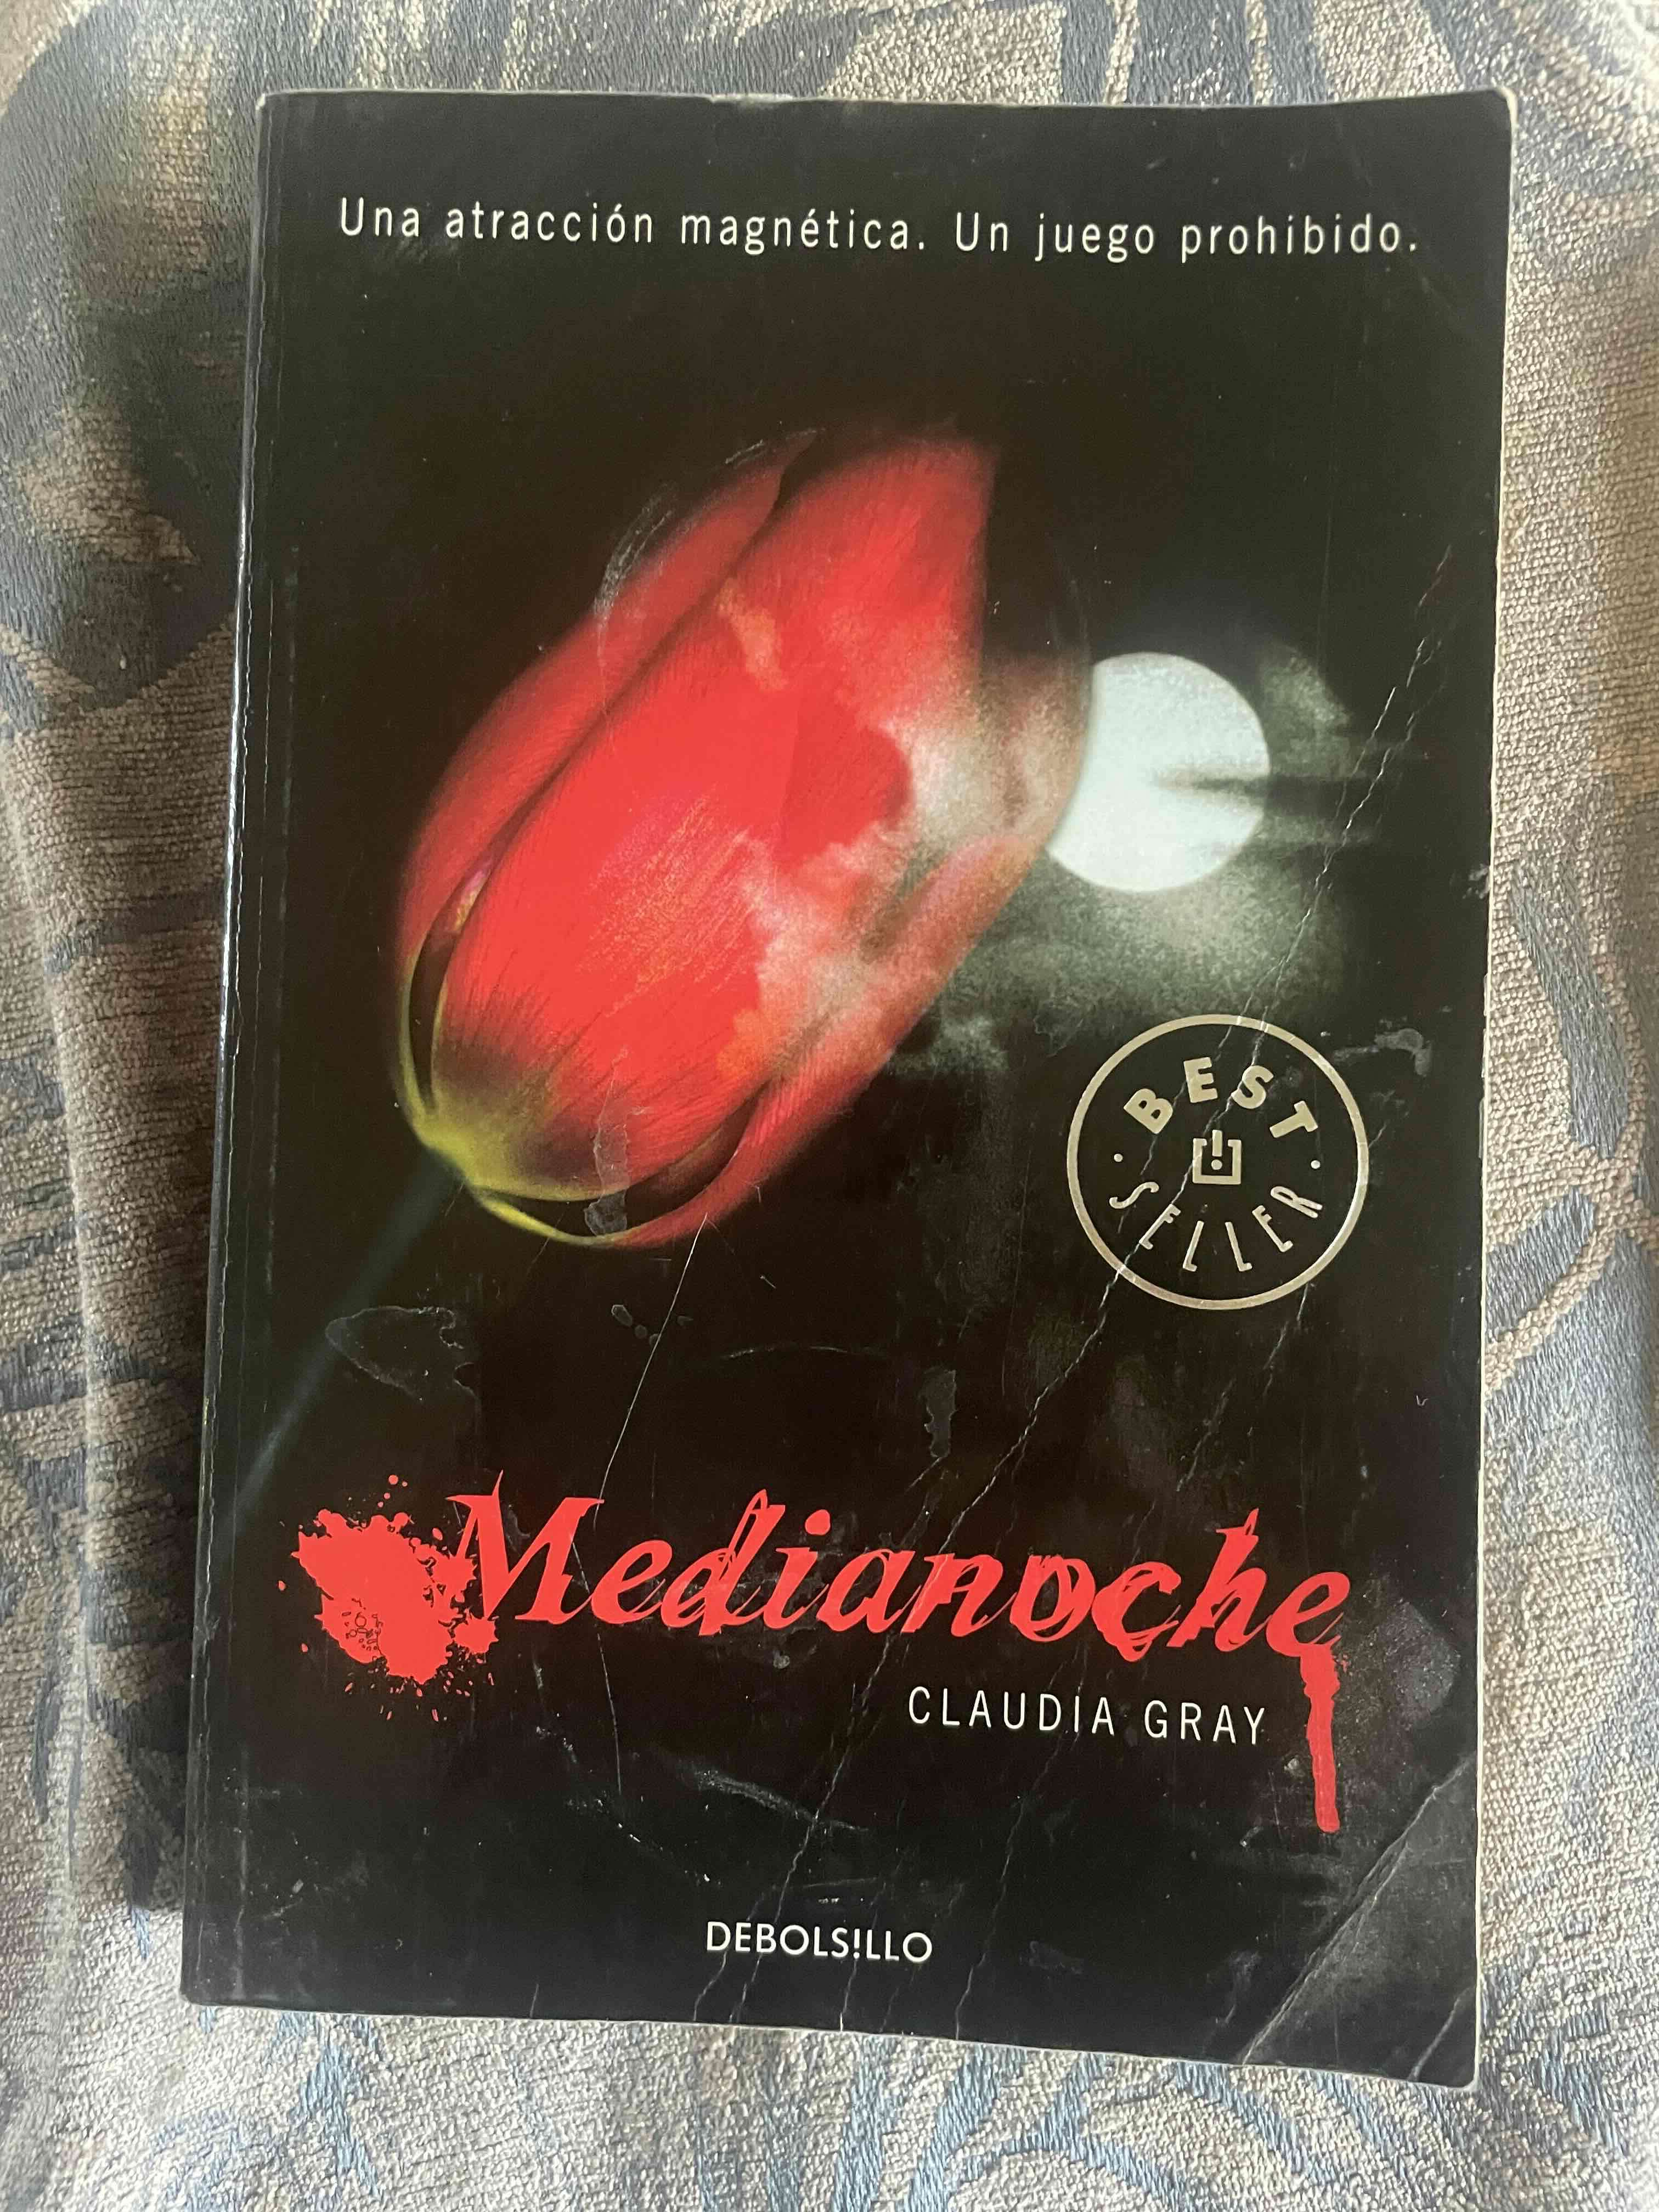 Una atracción magnética. Un juego prohibido.
BEST
SELLER
Medianoche
CLAUDIA GRAY
DEBOLS!LLO